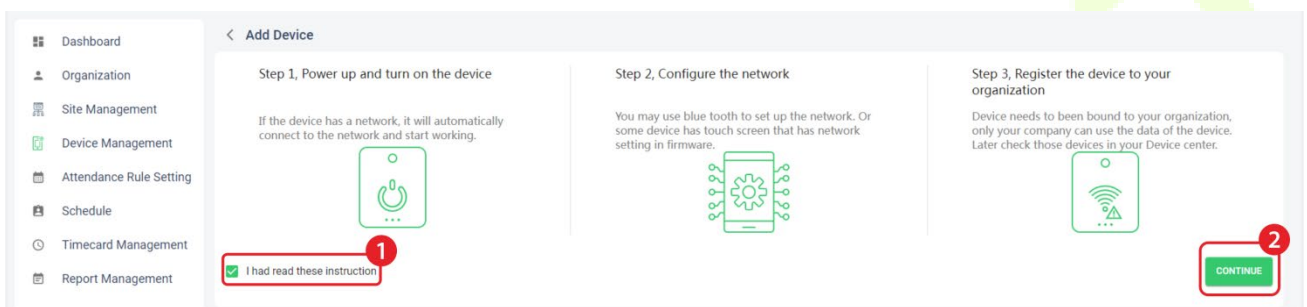 Dashboard
Organization
Site Management
Device Management
Attendance Rule Setting
Schedule
Timecard Management
Report Management
Add Device
Step 1, Power up and turn on the device
If the device has a network, it will automatically
connect to the network and start working.
Step 2, Configure the network
You may use blue tooth to set up the network. Or
some device has touch screen that has network
setting in firmware.
Step 3, Register the device to your
organization
Device needs to been bound to your organization,
only your company can use the data of the device.
Later check those devices in your Device center.
1
I had read these instruction
2
CONTINUE